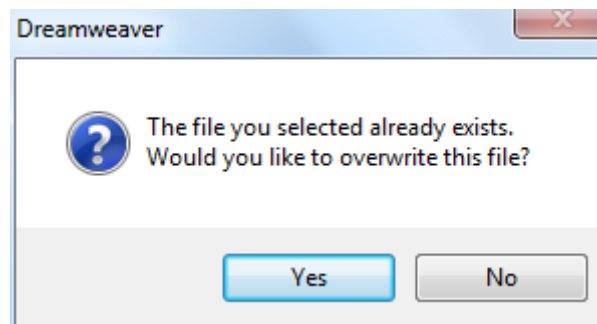 Dreamweaver
The file you selected already exists.
Would you like to overwrite this file?
Yes
No